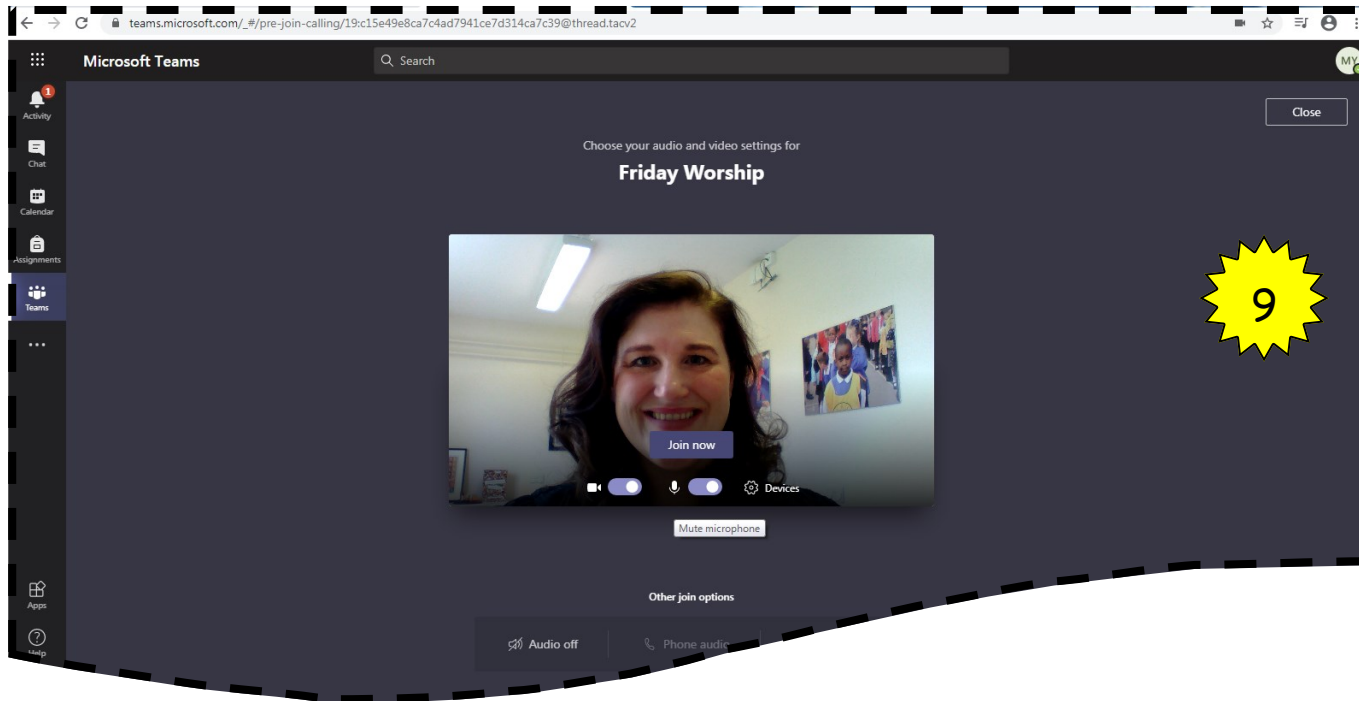 teams.microsoft.com/_#/pre-join-calling/19:c15e49e8ca7c4ad7941ce7d314ca7c39@thread.tacv2
Microsoft Teams
Search
MY
1
Activity
Close
Choose your audio and video settings for
Chat
Friday Worship
Calendar
Assignments
Teams
9
Join now
Devices
Mute microphone
Apps
Other join options
Audio off
Phone audio
Help